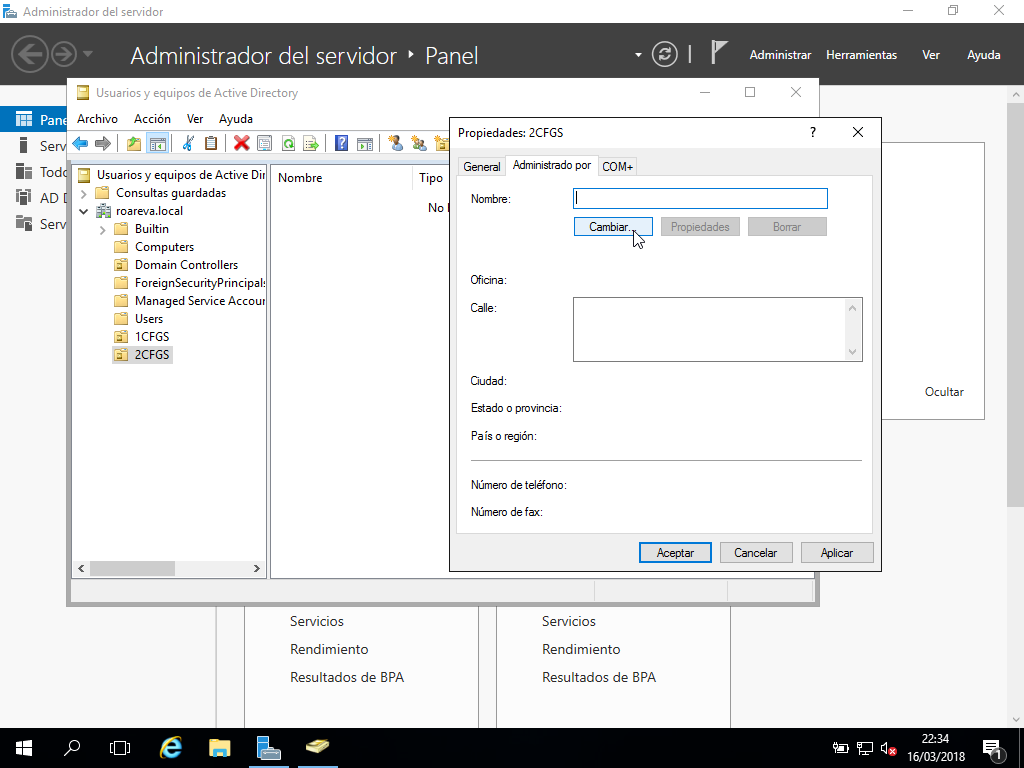 Administrador del servidor
Administrador del servidor
Panel
Administrar
Herramientas
Ver
Ayuda
Usuarios y equipos de Active Directory
Archivo
Acción
Ver
Ayuda
Pane
Serv
Todo
AD D
Serv
Usuarios y equipos de Active Dir
Consultas guardadas
roareva.local
Builtin
Computers
Domain Controllers
ForeignSecurityPrincipals
Managed Service Accour
Users
1CFGS
2CFGS
Nombre
Tipo
No
Propiedades: 2CFGS
?
General
Administrado por
COM+
Nombre:
Cambiar...
Propiedades
Borrar
Oficina:
Calle:
Ciudad:
Estado o provincia:
País o región:
Número de teléfono:
Número de fax:
Aceptar
Cancelar
Aplicar
Ocultar
Servicios
Rendimiento
Resultados de BPA
Servicios
Rendimiento
Resultados de BPA
22:34
16/03/2018
1